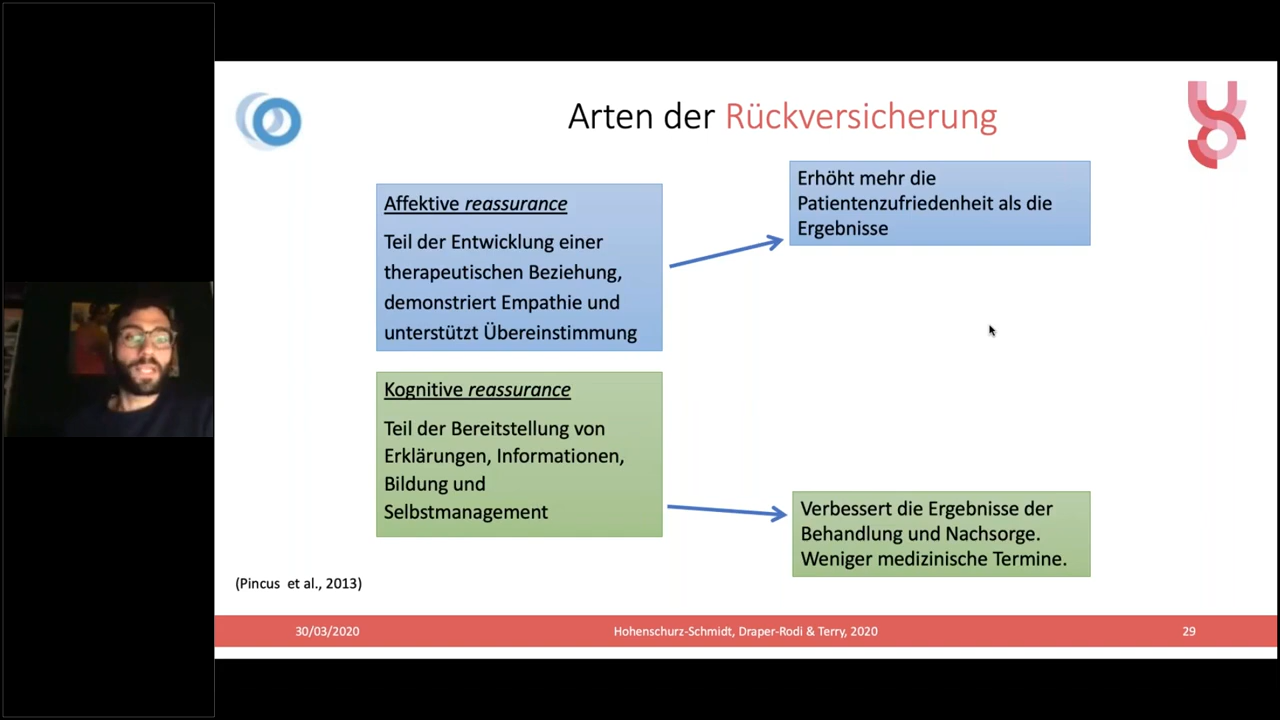 Arten der Rückversicherung
Affektive reassurance
Teil der Entwicklung einer
therapeutischen Beziehung,
demonstriert Empathie und
unterstützt Übereinstimmung
Erhöht mehr die
Patientenzufriedenheit als die
Ergebnisse
Kognitive reassurance
Teil der Bereitstellung von
Erklärungen, Informationen,
Bildung und
Selbstmanagement
Verbessert die Ergebnisse der
Behandlung und Nachsorge.
Weniger medizinische Termine.
(Pincus et al., 2013)
30/03/2020
Hohenschurz-Schmidt, Draper-Rodi & Terry, 2020
29